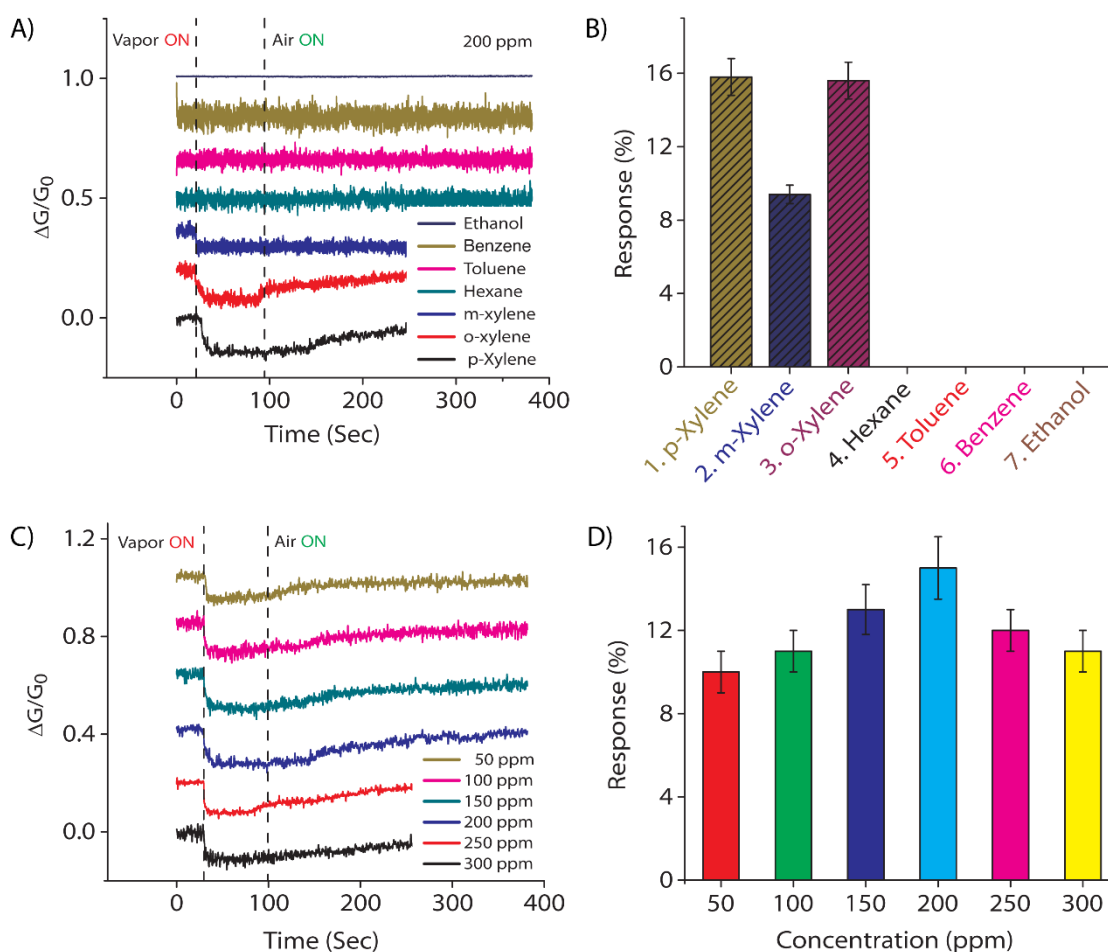 A)
Vapor ON
Air ON
200 ppm
1.0
0.5
0.0
ΔG/G0
Ethanol
Benzene
Toluene
Hexane
m-xylene
o-xylene
p-Xylene
0
100
200
300
400
Time (Sec)
B)
16
12
8
4
0
Response (%)
1. p-Xylene
2. m-Xylene
3. o-Xylene
4. Hexane
5. Toluene
6. Benzene
7. Ethanol
C)
Vapor ON
Air ON
1.2
0.8
0.4
0.0
ΔG/G0
50 ppm
100 ppm
150 ppm
200 ppm
250 ppm
300 ppm
0
100
200
300
400
Time (Sec)
D)
16
12
8
4
0
Response (%)
50
100
150
200
250
300
Concentration (ppm)